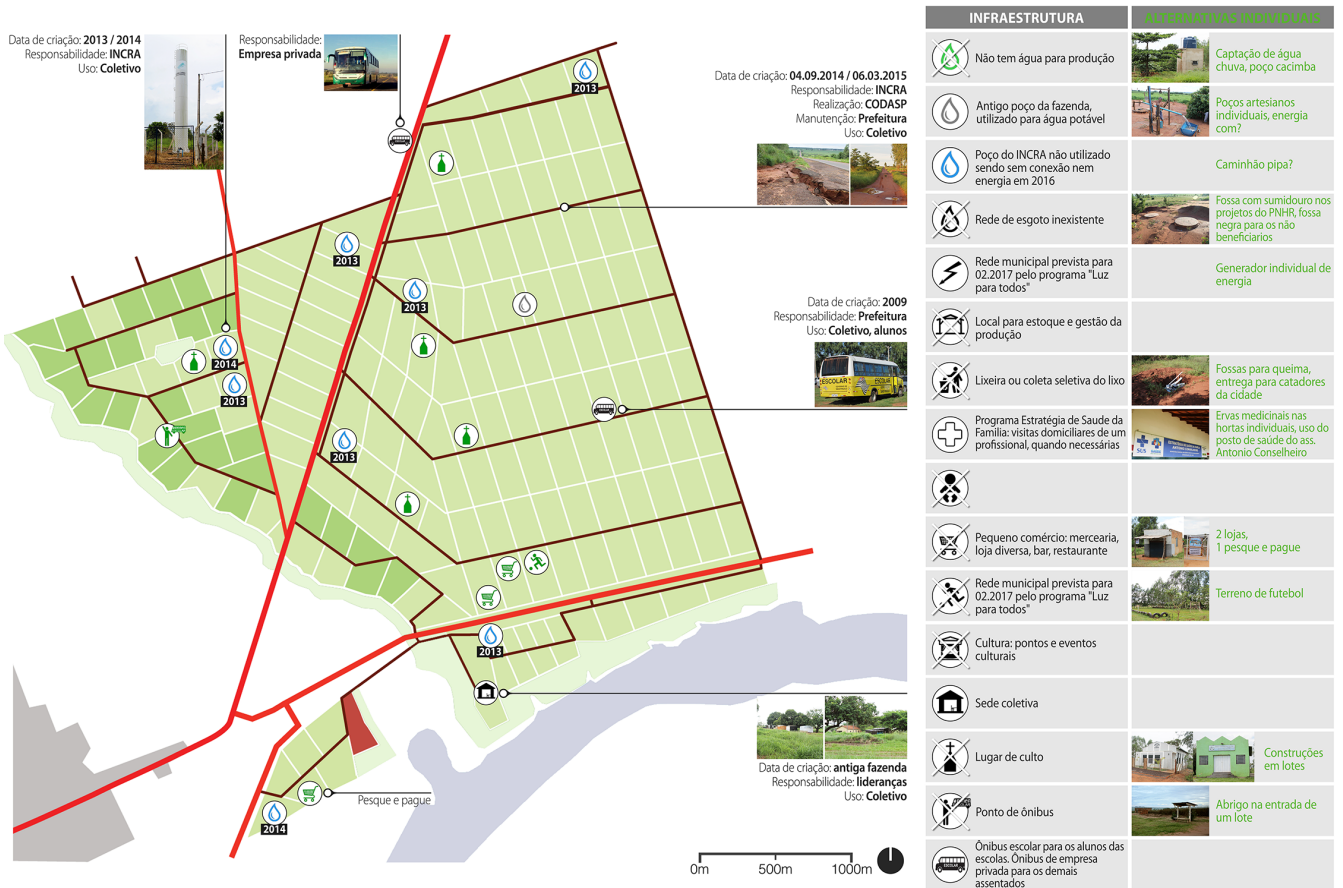 Data de criação: 2013 / 2014
Responsabilidade: INCRA
Uso: Coletivo
Responsabilidade:
Empresa privada
Data de criação: 04.09.2014 / 06.03.2015
Responsabilidade: INCRA
Realização: CODASP
Manutenção: Prefeitura
Uso: Coletivo
Data de criação: 2009
Responsabilidade: Prefeitura
Uso: Coletivo, alunos
ESCOLAR
ESCOLAR
Data de criação: antiga fazenda
Responsabilidade: lideranças
Uso: Coletivo
2013
2013
2013
2014
2013
2013
2013
2014
Pesque e pague
0m 500m 1000m
INFRAESTRUTURA
ALTERNATIVAS INDIVIDUAIS
Não tem água para produção
Captação de água
chuva, poço cacimba
Antigo poço da fazenda,
utilizado para água potável
Poços artesianos
individuais, energia
com?
Poço do INCRA não utilizado
sendo sem conexão nem
energia em 2016
Caminhão pipa?
Rede de esgoto inexistente
Fossa com sumidouro nos
projetos do PNHR, fossa
negra para os não
beneficiarios
Rede municipal prevista para
02.2017 pelo programa "Luz
para todos"
Generador individual de
energia
Local para estoque e gestão da
produção
Lixeira ou coleta seletiva do lixo
Fossas para queima,
entrega para catadores
da cidade
Programa Estratégia de Saude da
Familia: visitas domiciliares de um
profissional, quando necessárias
SUS
Ervas medicinais nas
hortas individuais, uso do
posto de saúde do ass.
Antonio Conselheiro
Pequeno comércio: mercearia,
loja diversa, bar, restaurante
2 lojas,
1 pesque e pague
Rede municipal prevista para
02.2017 pelo programa "Luz
para todos"
Terreno de futebol
Cultura: pontos e eventos
culturais
Sede coletiva
Lugar de culto
Construções
em lotes
Ponto de ônibus
Abrigo na entrada de
um lote
ESCOLAR
Ônibus escolar para os alunos das
escolas. Ônibus de empresa
privada para os demais
assentados